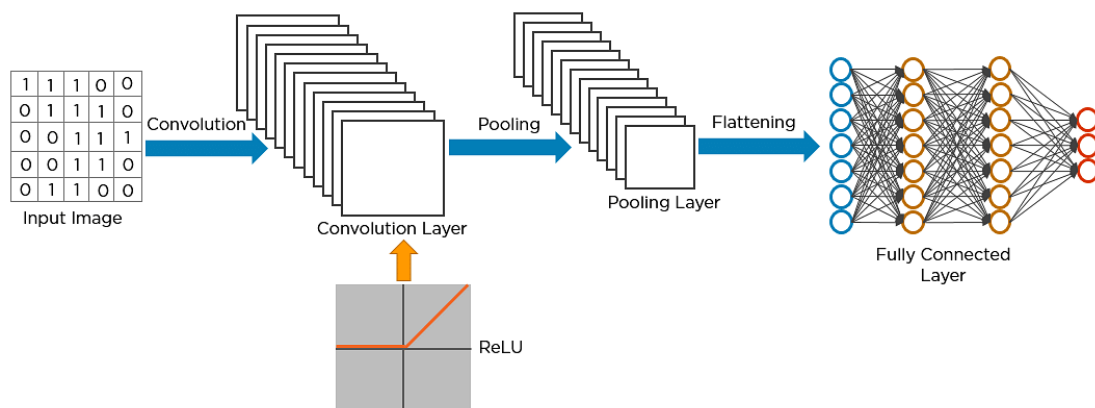 1 1 1 0 0
0 1 1 1 0
0 0 1 1 1
0 0 1 1 0
0 1 1 0 0
Input Image
Convolution
Convolution Layer
ReLU
Pooling
Pooling Layer
Flattening
Fully Connected
Layer